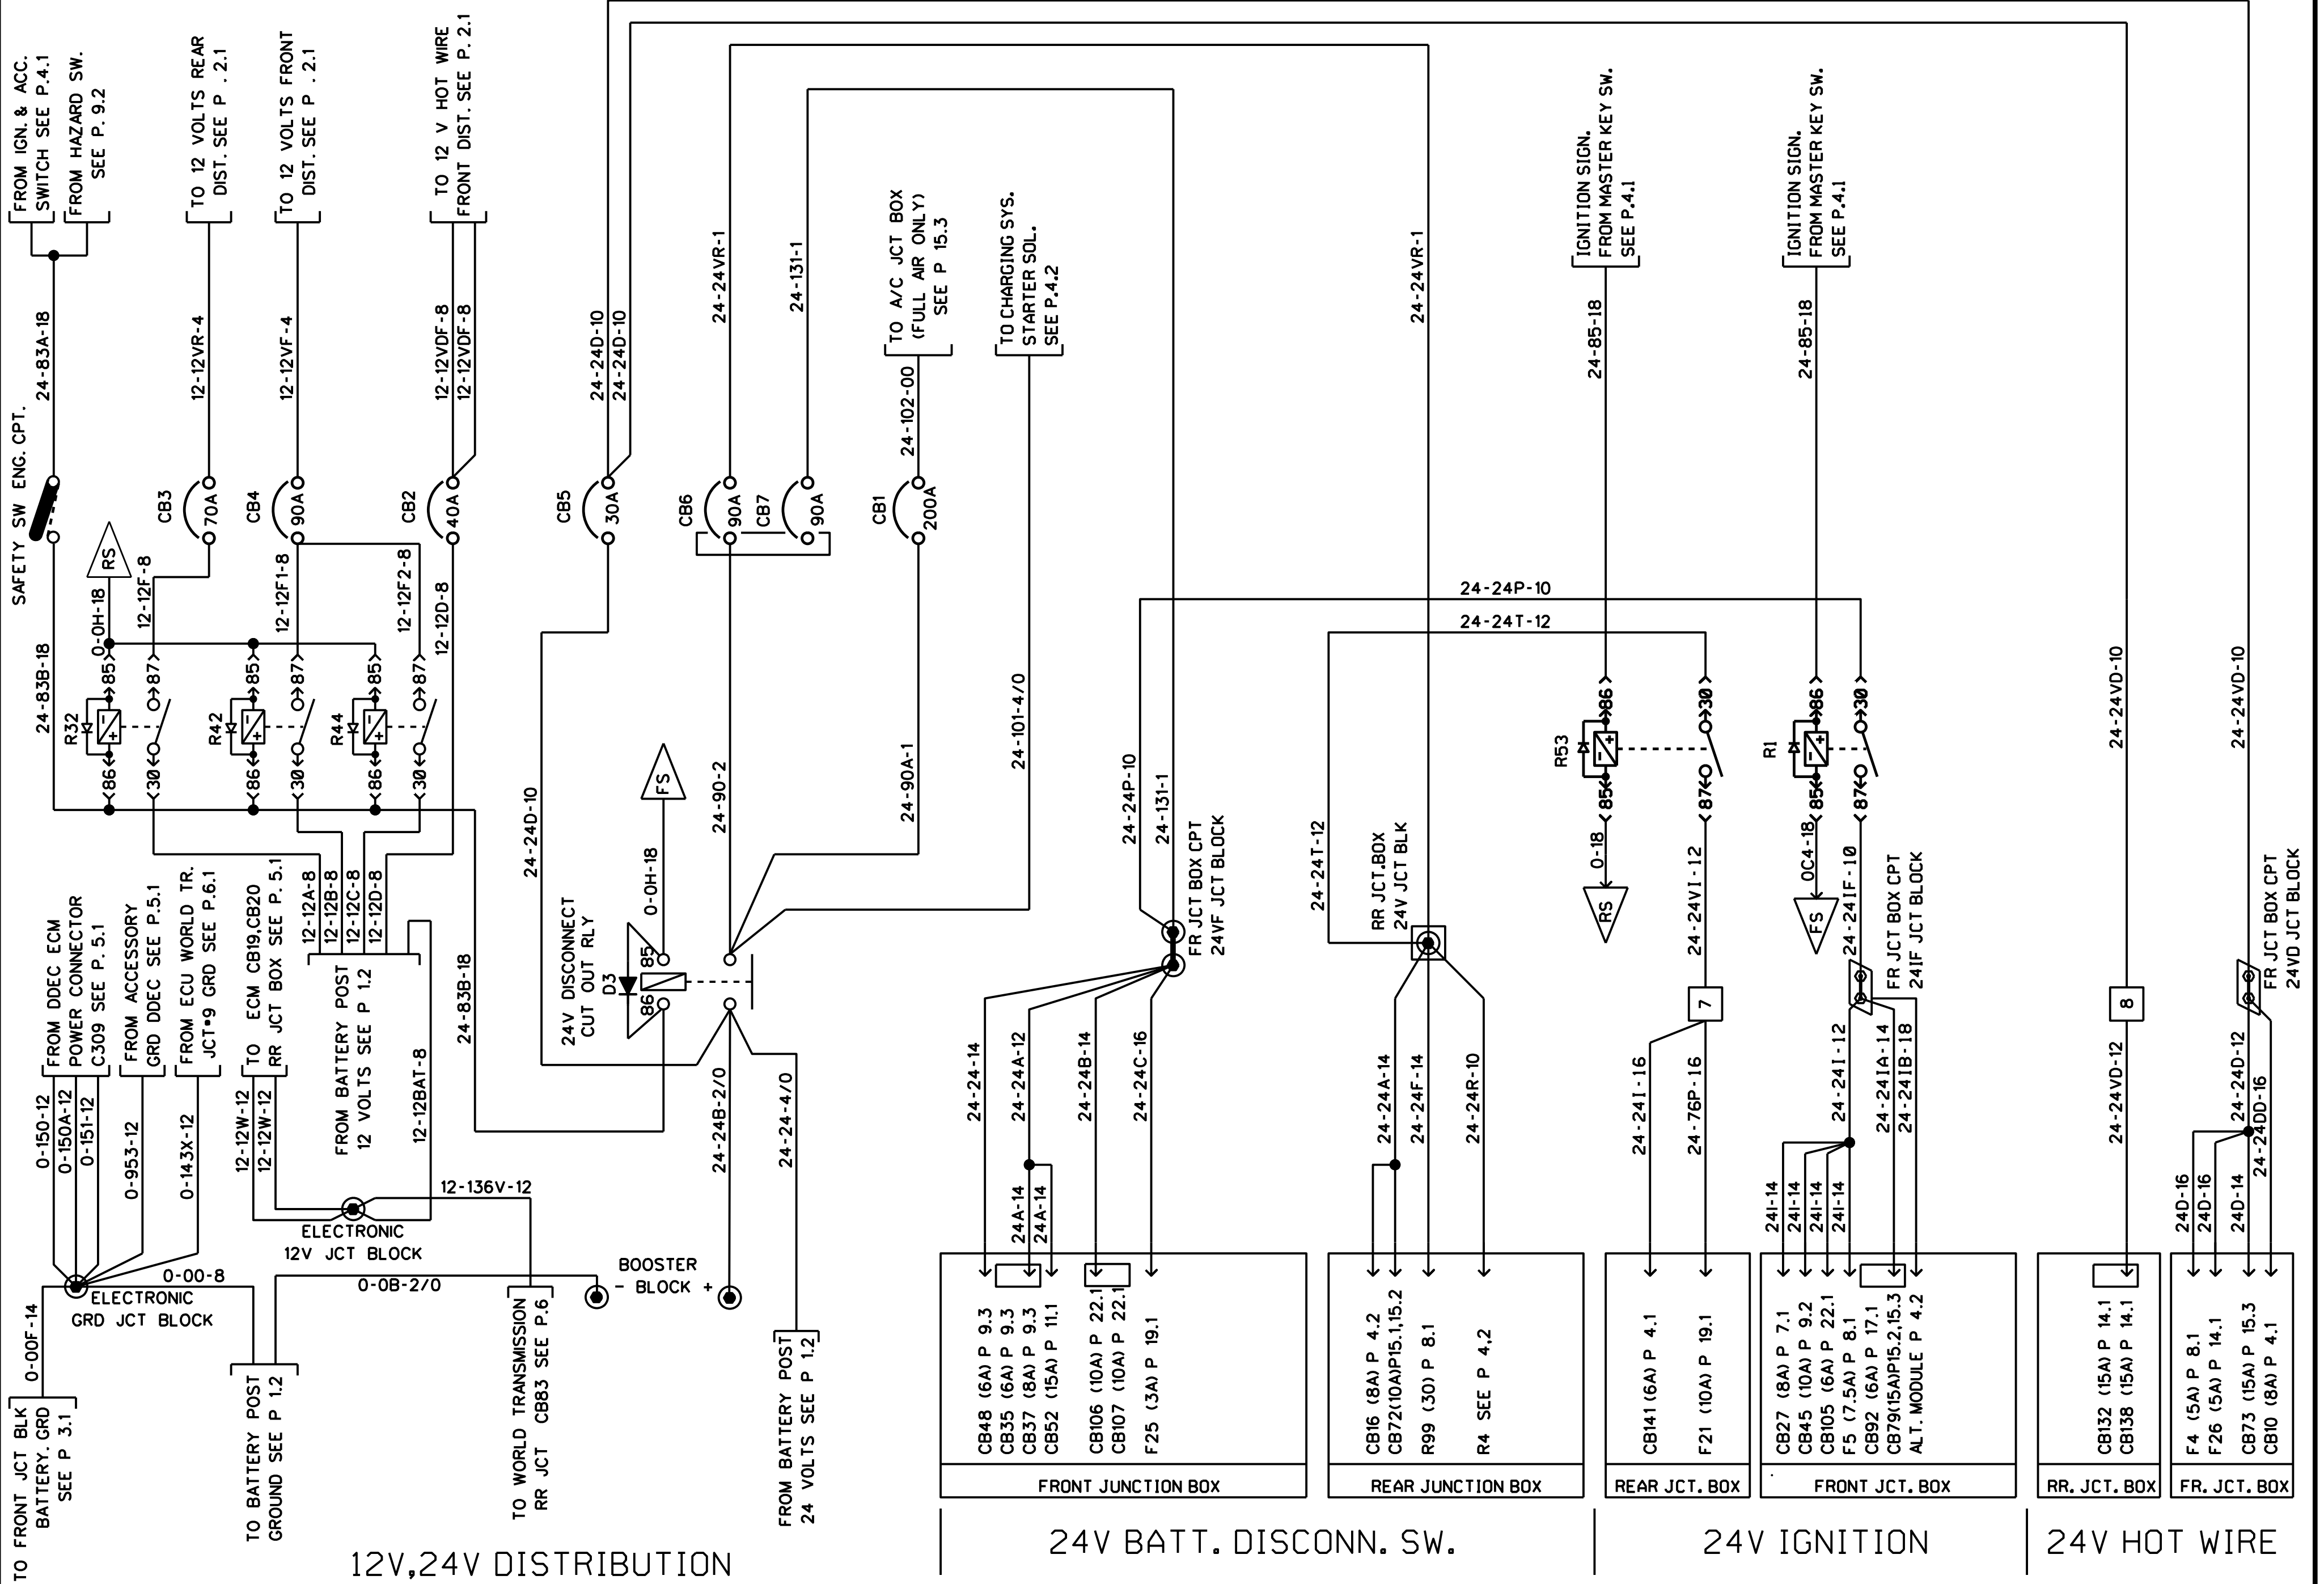 FROM IGN. & ACC.
SWITCH SEE P.4.1
FROM HAZARD SW.
SEE P. 9.2
TO 12 VOLTS REAR
DIST. SEE P . 2.1
TO 12 VOLTS FRONT
DIST. SEE P . 2.1
TO 12 V HOT WIRE
FRONT DIST. SEE P. 2.1
TO A/C JCT BOX
(FULL AIR ONLY)
SEE P 15.3
TO CHARGING SYS.
STARTER SOL.
SEE P.4.2
IGNITION SIGN.
FROM MASTER KEY SW.
SEE P.4.1
IGNITION SIGN.
FROM MASTER KEY SW.
SEE P.4.1
24-83A-18
12-12VR-4
12-12VF-4
12-12VDF-8
12-12VDF-8
24-24D-10
24-24D-10
24-24VR-1
24-131-1
24-102-00
24-24VR-1
24-85-18
24-85-18
SAFETY SW ENG. CPT.
CB3
70A
CB4
90A
CB2
40A
CB5
30A
CB6
90A
CB7
90A
CB1
200A
RS
0-0H-18
12-12F-8
12-12F1-8
12-12F2-8
12-12D-8
24-83B-18
24-24P-10
24-24T-12
R32
85
87
86
30
R42
85
87
86
30
R44
85
87
86
30
R53
86
30
85
87
R1
86
30
85
87
24-24D-10
FS
0-0H-18
24-90-2
24-90A-1
24-101-4/0
24-24P-10
24-131-1
24-24T-12
0-18
RS
24-24VI-12
0C4-18
FS
24-24IF-10
24-24VD-10
24-24VD-10
FR JCT BOX CPT
24VF JCT BLOCK
RR JCT.BOX
24V JCT BLK
FR JCT BOX CPT
24IF JCT BLOCK
FR JCT BOX CPT
24VD JCT BLOCK
24V DISCONNECT
CUT OUT RLY
D3
85
86
7
8
FROM DDEC ECM
POWER CONNECTOR
C309 SEE P. 5.1
FROM ACCESSORY
GRD DDEC SEE P.5.1
FROM ECU WORLD TR.
JCT•9 GRD SEE P.6.1
TO ECM CB19,CB20
RR JCT BOX SEE P. 5.1
12-12A-8
12-12B-8
12-12C-8
12-12D-8
FROM BATTERY POST
12 VOLTS SEE P 1.2
12-12BAT-8
24-83B-18
0-150-12
0-150A-12
0-151-12
0-953-12
0-143X-12
12-12W-12
12-12W-12
12-136V-12
ELECTRONIC
12V JCT BLOCK
24-24B-2/0
24-24-4/0
BOOSTER
- BLOCK +
0-00-8
0-0B-2/0
ELECTRONIC
GRD JCT BLOCK
0-00F-14
TO FRONT JCT BLK
BATTERY. GRD
SEE P 3.1
TO BATTERY POST
GROUND SEE P 1.2
TO WORLD TRANSMISSION
RR JCT CB83 SEE P.6
FROM BATTERY POST
24 VOLTS SEE P 1.2
24-24-14
24-24A-12
24-24B-14
24-24C-16
24A-14
24A-14
24-24A-14
24-24F-14
24-24R-10
24-24I-16
24-76P-16
24-24I-12
24-24IA-14
24-24IB-18
24I-14
24I-14
24I-14
24I-14
24-24VD-12
24-24D-12
24-24DD-16
24D-16
24D-16
24D-14
CB48 (6A) P 9.3
CB35 (6A) P 9.3
CB37 (8A) P 9.3
CB52 (15A) P 11.1
CB106 (10A) P 22.1
CB107 (10A) P 22.1
F25 (3A) P 19.1
FRONT JUNCTION BOX
CB16 (8A) P 4.2
CB72(10A)P15.1,15.2
R99 (30) P 8.1
R4 SEE P 4,2
REAR JUNCTION BOX
CB141 (6A) P 4.1
F21 (10A) P 19.1
REAR JCT. BOX
CB27 (8A) P 7.1
CB45 (10A) P 9.2
CB105 (6A) P 22.1
F5 (7.5A) P 8.1
CB92 (6A) P 17.1
CB79(15A)P15.2,15.3
ALT. MODULE P 4.2
FRONT JCT. BOX
CB132 (15A) P 14.1
CB138 (15A) P 14.1
RR. JCT. BOX
F4 (5A) P 8.1
F26 (5A) P 14.1
CB73 (15A) P 15.3
CB10 (8A) P 4.1
FR. JCT. BOX
12V,24V DISTRIBUTION
24V BATT. DISCONN. SW.
24V IGNITION
24V HOT WIRE